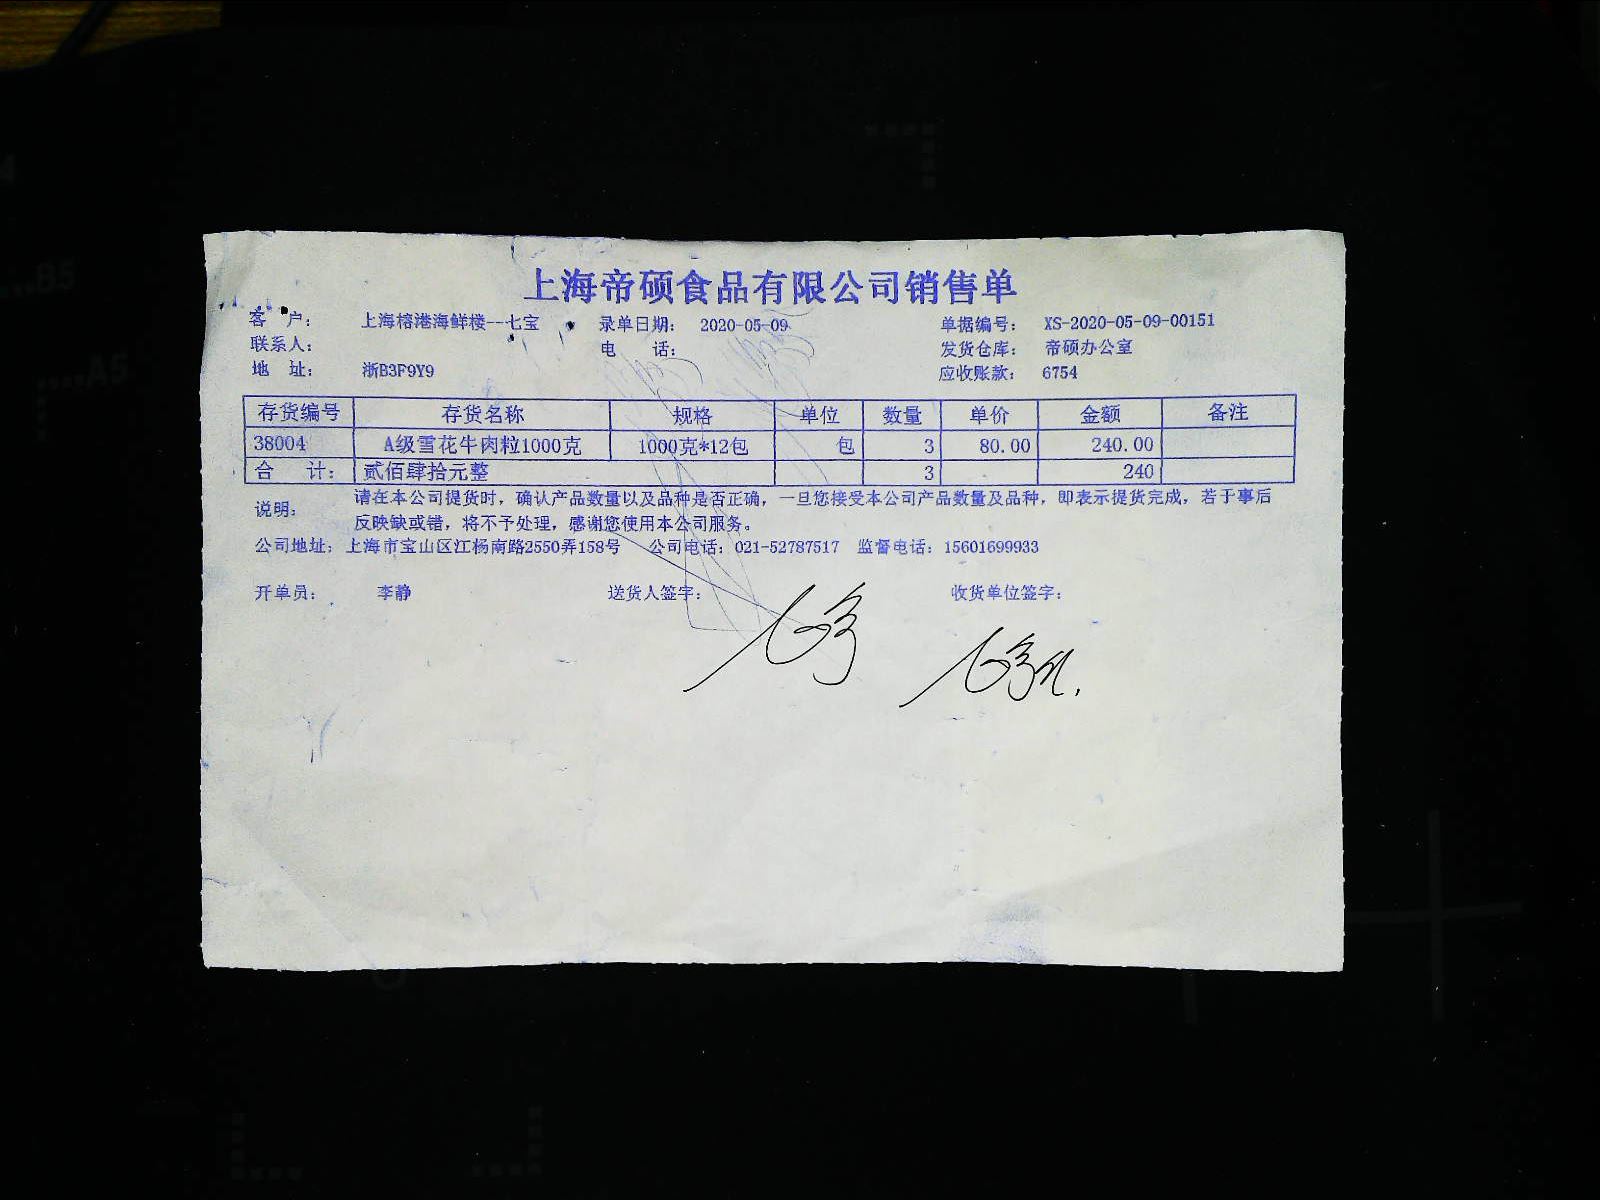 上海帝硕食品有限公司销售单
客 户： 上海榕港海鲜楼--七宝 录单日期： 2020-05-09 单据编号： XS-2020-05-09-00151
联系人： 电 话： 发货仓库： 帝硕办公室
地 址： 浙B3F9Y9 应收账款： 6754
存货编号 存货名称 规格 单位 数量 单价 金额 备注
38004 A级雪花牛肉粒1000克 1000克*12包 包 3 80.00 240.00
合 计： 贰佰肆拾元整 3 240
说明： 请在本公司提货时，确认产品数量以及品种是否正确，一旦您接受本公司产品数量及品种，即表示提货完成，若于事后
反映缺或错，将不予处理，感谢您使用本公司服务。
公司地址：上海市宝山区江杨南路2550弄158号 公司电话：021-52787517 监督电话：15601699933
开单员： 李静 送货人签字： 收货单位签字：
B5
A5